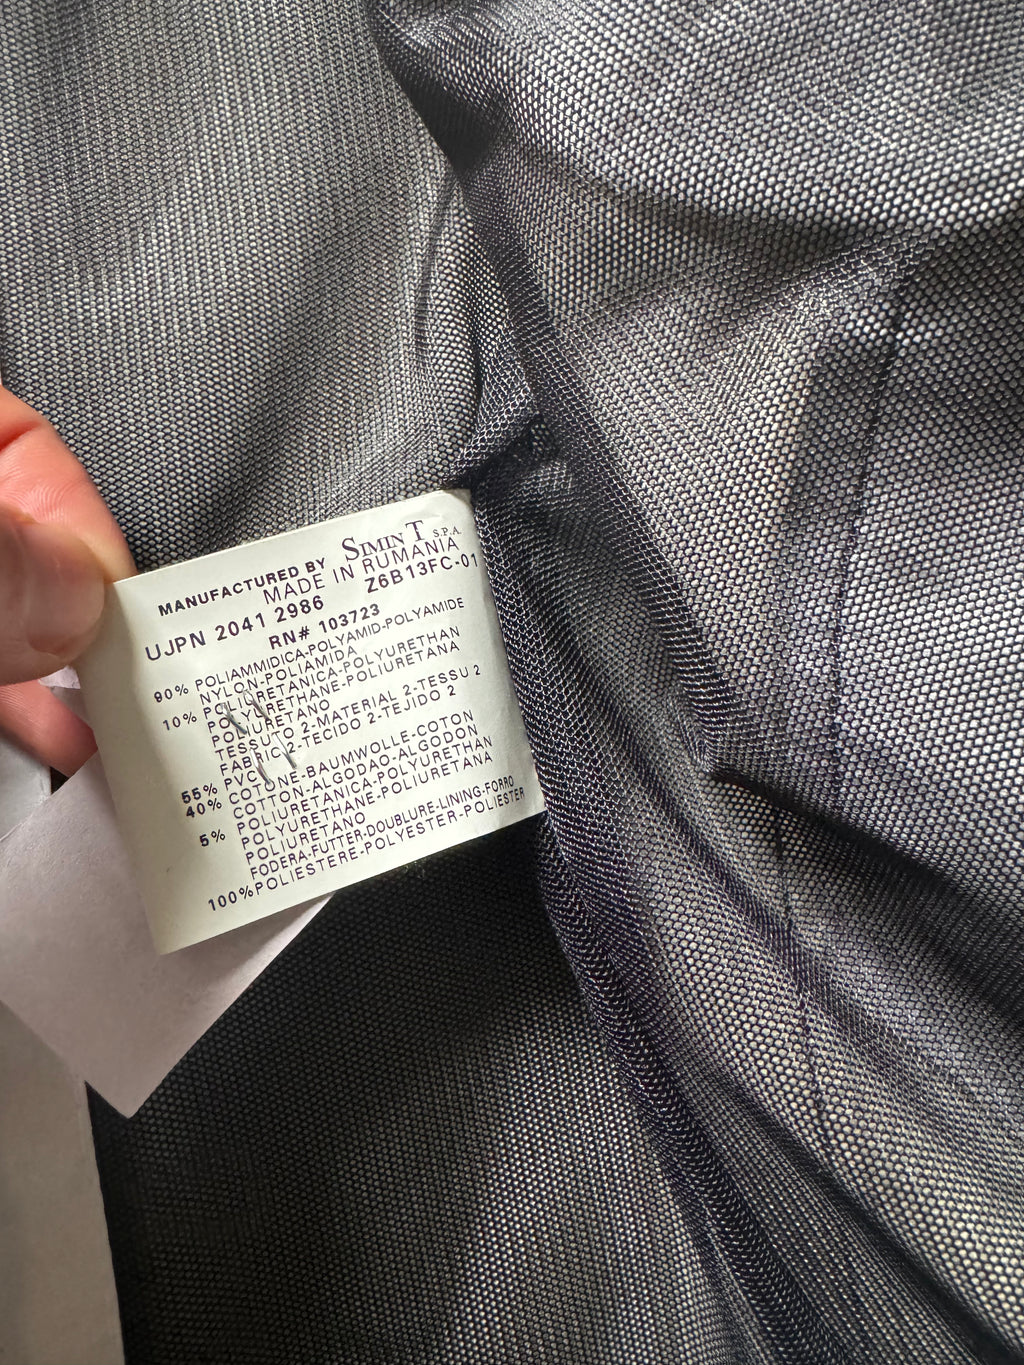 MANUFACTURED BY SIMINT S.P.A.
MADE IN RUMANIA
UJPN 2041 2986 Z6B13FC-01
RN# 103723
90% POLIAMMIDICA-POLYAMID-POLYAMIDE
NYLON-POLIAMIDA
10% POLIURETANICA-POLYURETHAN
POLYURETHANE-POLIURETANA
POLIURETANO
TESSUTO 2-MATERIAL 2-TESSU 2
FABRIC 2-TECIDO 2-TEJIDO 2
55% PVC
40% COTONE-BAUMWOLLE-COTON
COTTON-ALGODAO-ALGODON
5% POLIURETANICA-POLYURETHAN
POLYURETHANE-POLIURETANA
POLIURETANO
FODERA-FUTTER-DOUBLURE-LINING-FORRO
100% POLIESTERE-POLYESTER-POLIESTER